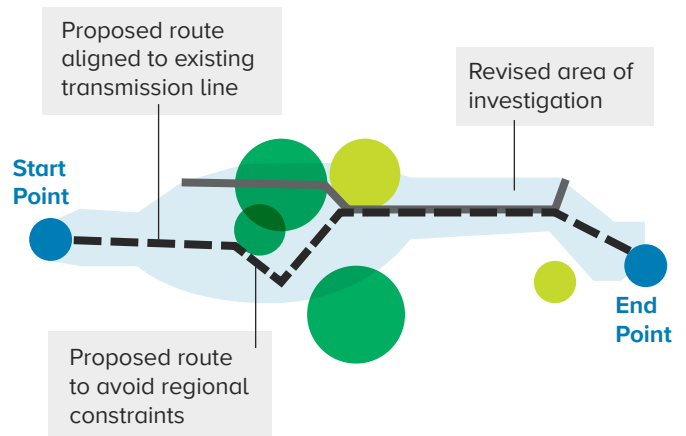 Proposed route
aligned to existing
transmission line
Revised area of
investigation
Start
Point
End
Point
Proposed route
to avoid regional
constraints